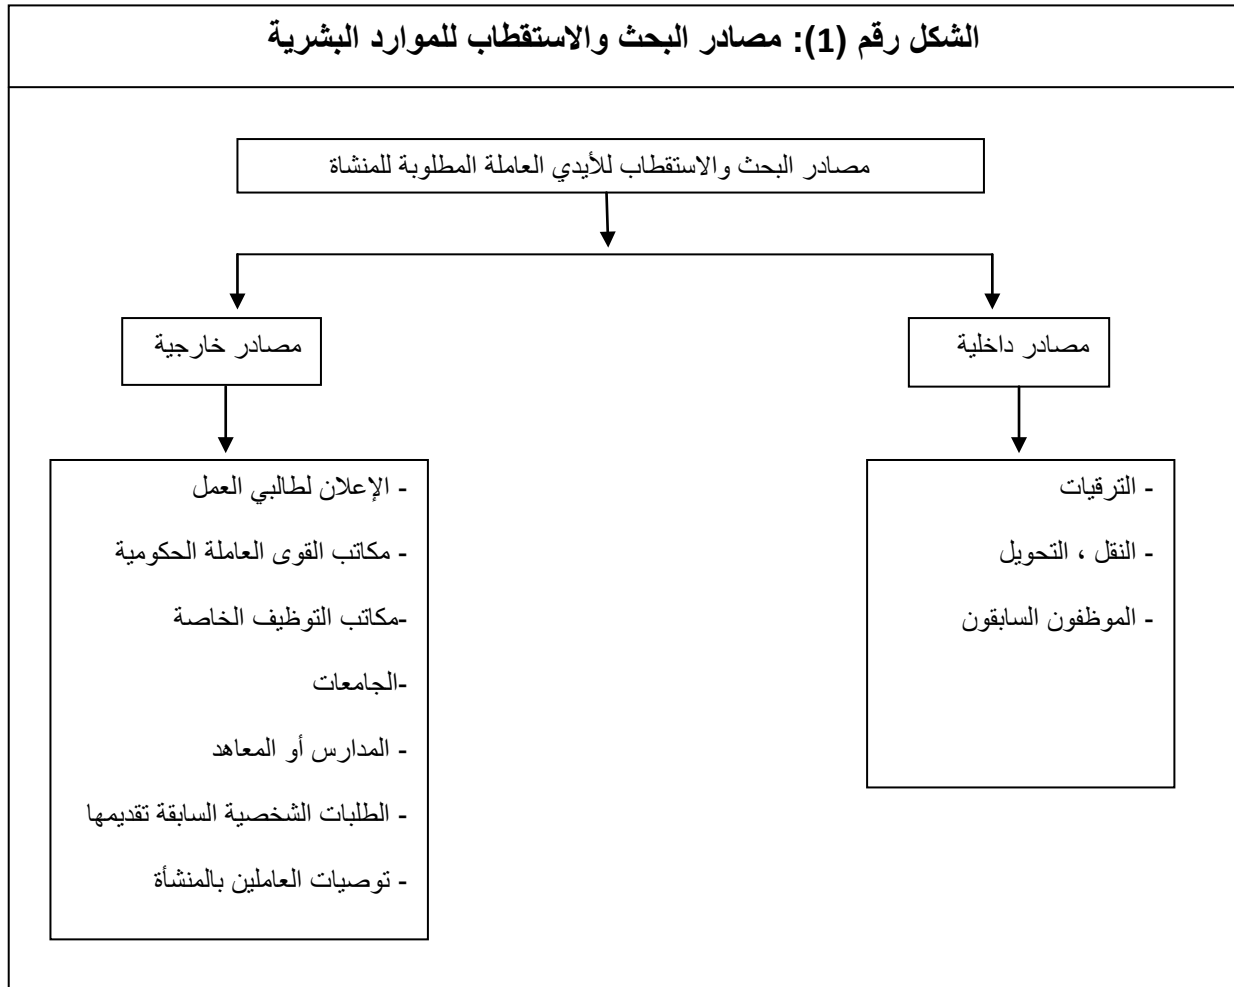 الشكل رقم (1): مصادر البحث والاستقطاب للموارد البشرية
مصادر البحث والاستقطاب للأيدي العاملة المطلوبة للمنشاة
مصادر داخلية
مصادر خارجية
- الترقيات
- النقل ، التحويل
- الموظفون السابقون
- الإعلان لطالبي العمل
- مكاتب القوى العاملة الحكومية
-مكاتب التوظيف الخاصة
-الجامعات
- المدارس أو المعاهد
- الطلبات الشخصية السابقة تقديمها
- توصيات العاملين بالمنشأة